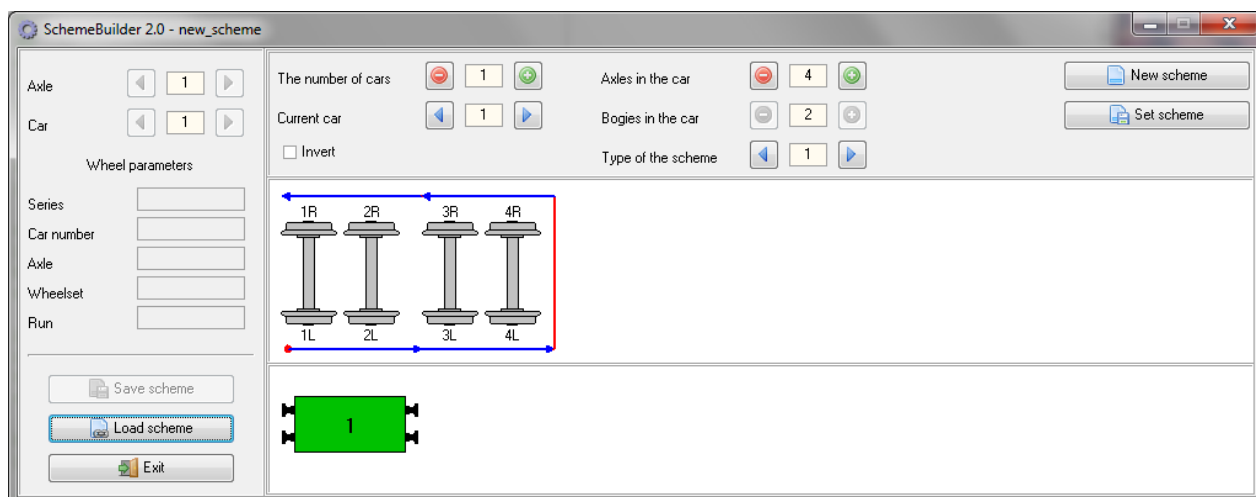 SchemeBuilder 2.0 - new_scheme
Axle 1
Car 1
Wheel parameters
Series
Car number
Axle
Wheelset
Run
Save scheme
Load scheme
Exit
The number of cars 1
Current car 1
Invert
Axles in the car 4
Bogies in the car 2
Type of the scheme 1
New scheme
Set scheme
1R 2R 3R 4R
1L 2L 3L 4L
1